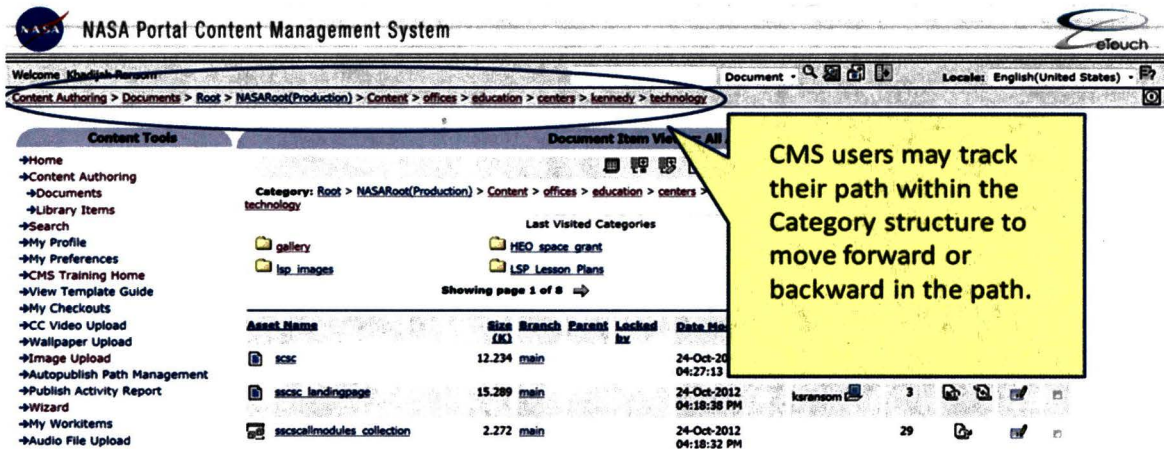 NASA
NASA Portal Content Management System
eTouch
Welcome Khadijah Ransom
Document
Locale: English(United States)
Content Authoring > Documents > Root > NASARoot(Production) > Content > offices > education > centers > kennedy > technology
Content Tools
Document Item View All
CMS users may track
their path within the
Category structure to
move forward or
backward in the path.
Home
Content Authoring
Documents
Library Items
Search
My Profile
My Preferences
CMS Training Home
View Template Guide
My Checkouts
CC Video Upload
Wallpaper Upload
Image Upload
Autopublish Path Management
Publish Activity Report
Wizard
My Workitems
Audio File Upload
Category: Root > NASARoot(Production) > Content > offices > education > centers >
technology
Last Visited Categories
gallery
HEO space grant
lsp images
LSP Lesson Plans
Showing page 1 of 8
Asset Name Size (K) Branch Parent Locked by Date
scsc 12.234 main 24-Oct-20
04:27:13
sscsc landingpage 15.289 main 24-Oct-2012 ksransom 3
04:18:38 PM
sscscallmodules collection 2.272 main 24-Oct-2012 29
04:18:32 PM